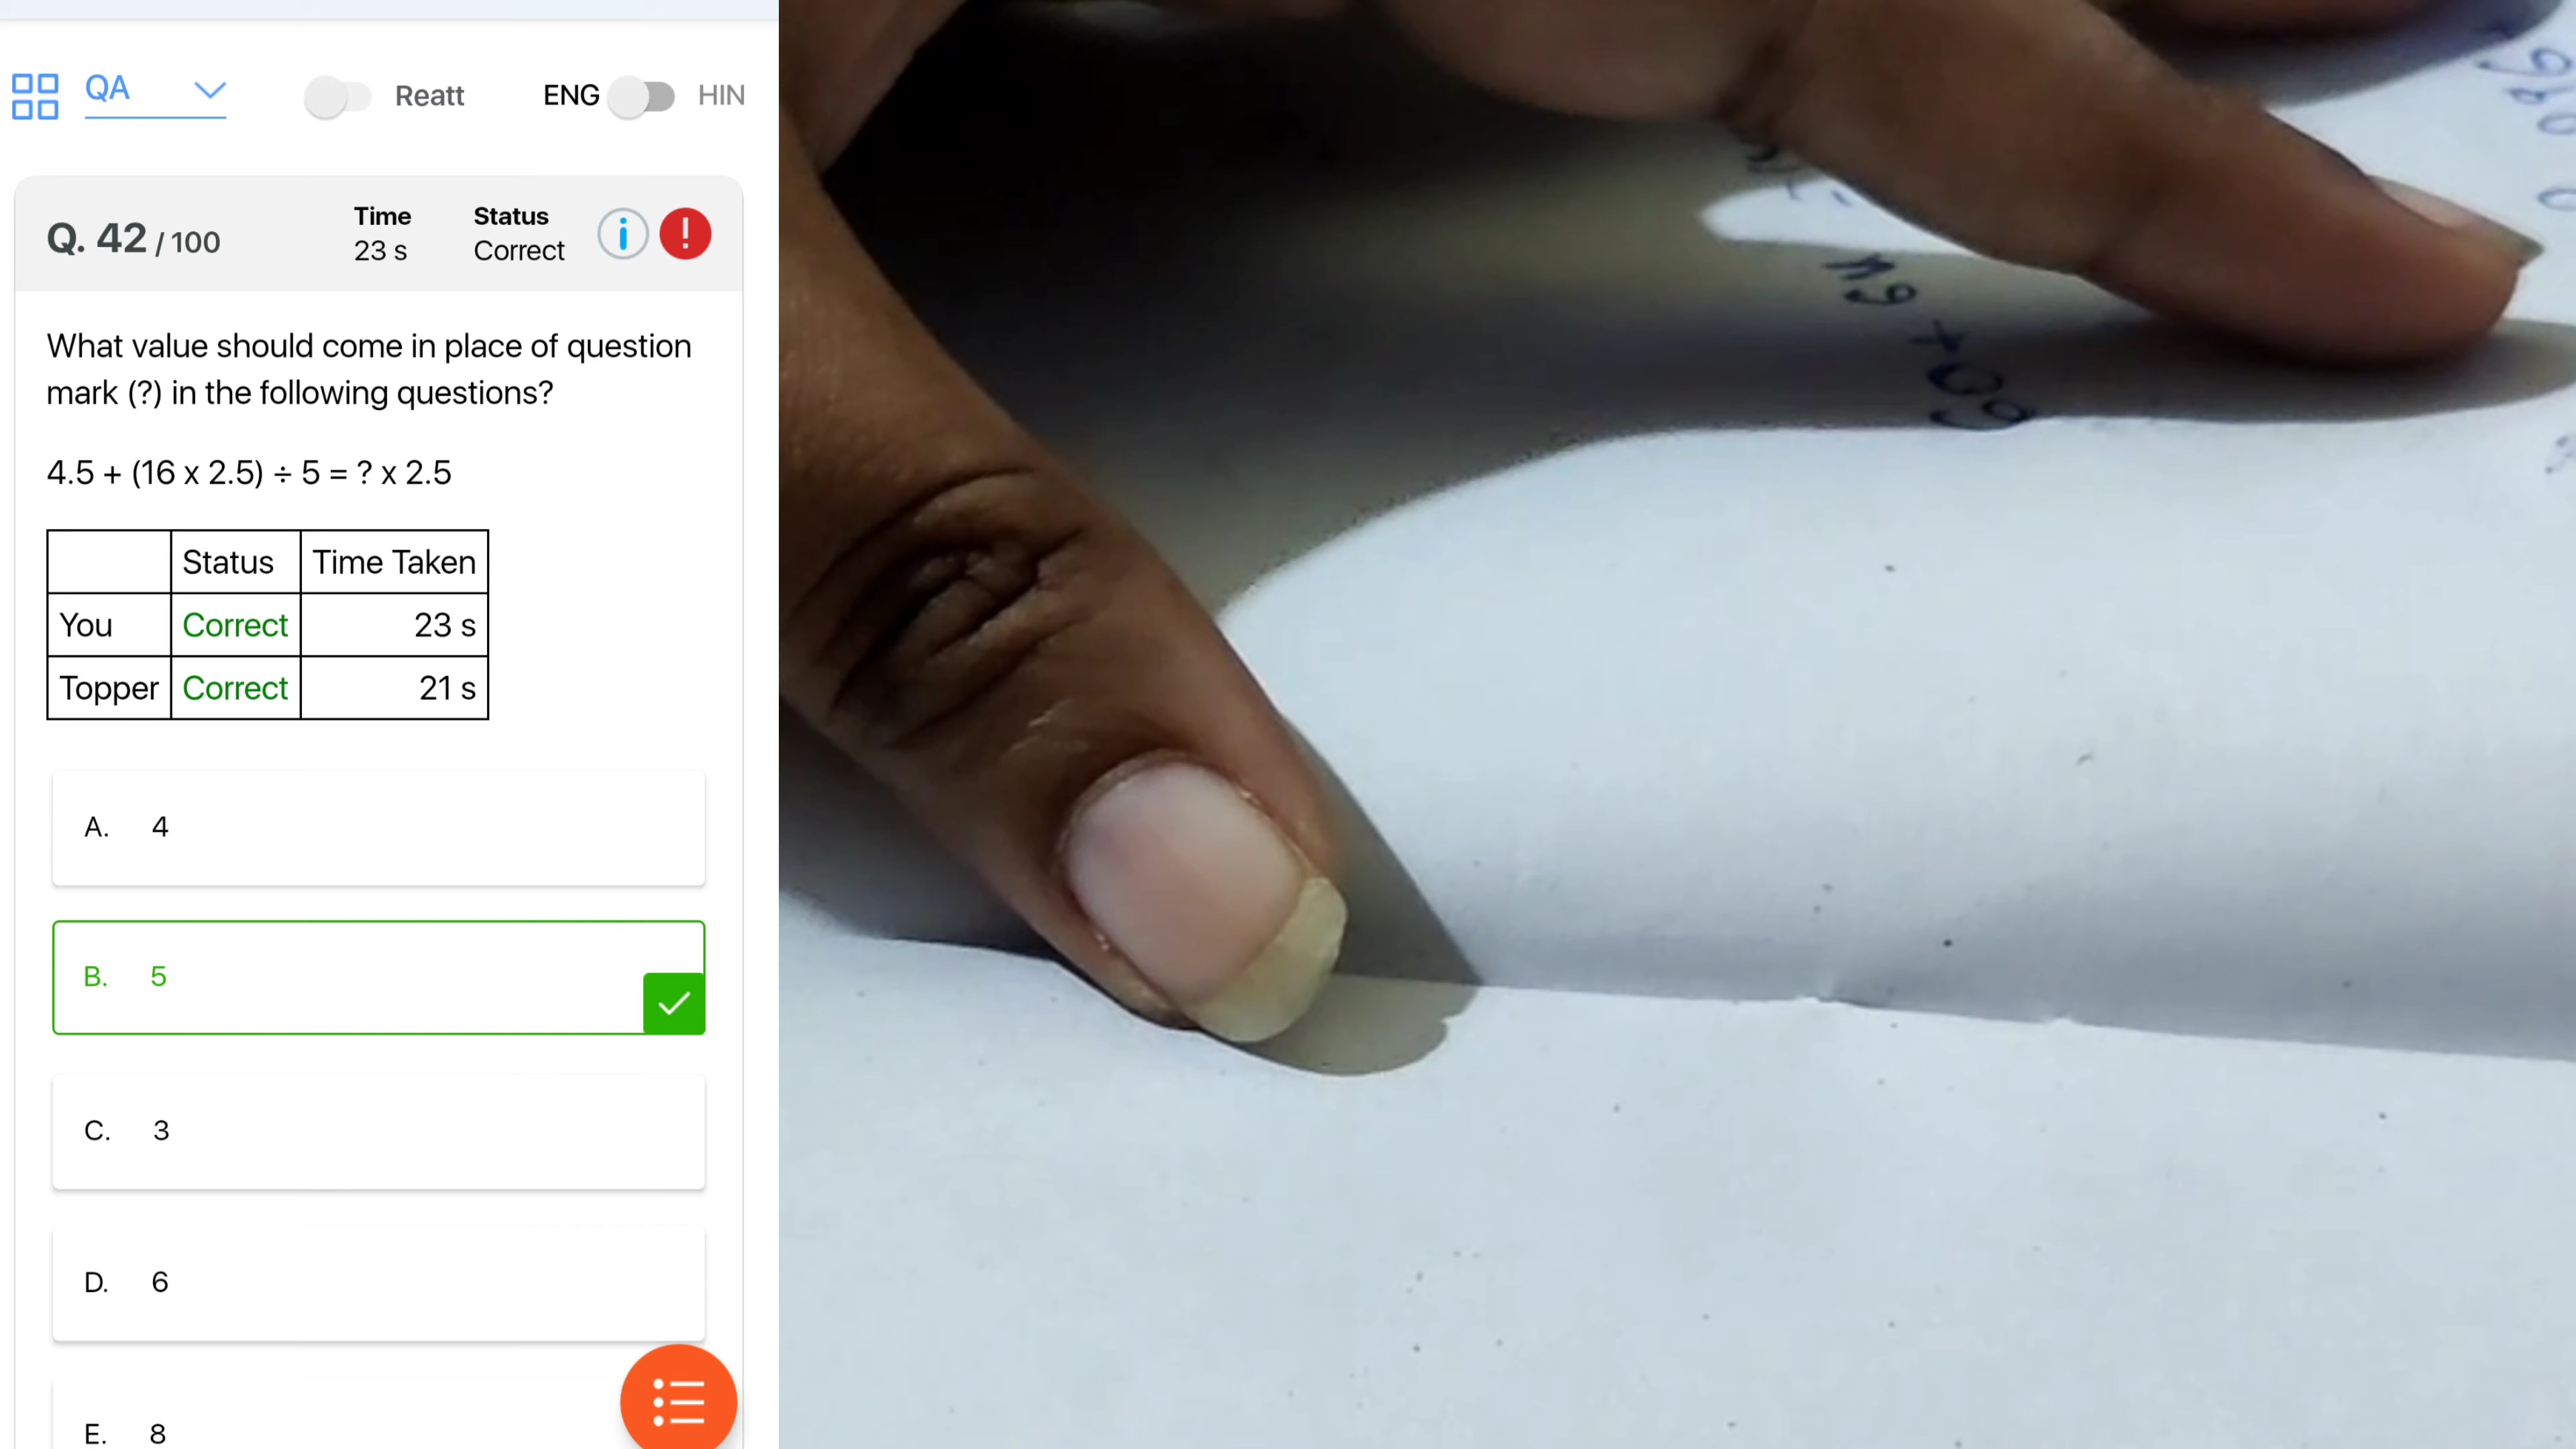 QA
Reatt
ENG HIN
Q. 42 / 100
Time
23 s
Status
Correct
What value should come in place of question
mark (?) in the following questions?
4.5 + (16 x 2.5) ÷ 5 = ? x 2.5
Status Time Taken
You Correct 23 s
Topper Correct 21 s
A. 4
B. 5
C. 3
D. 6
E. 8